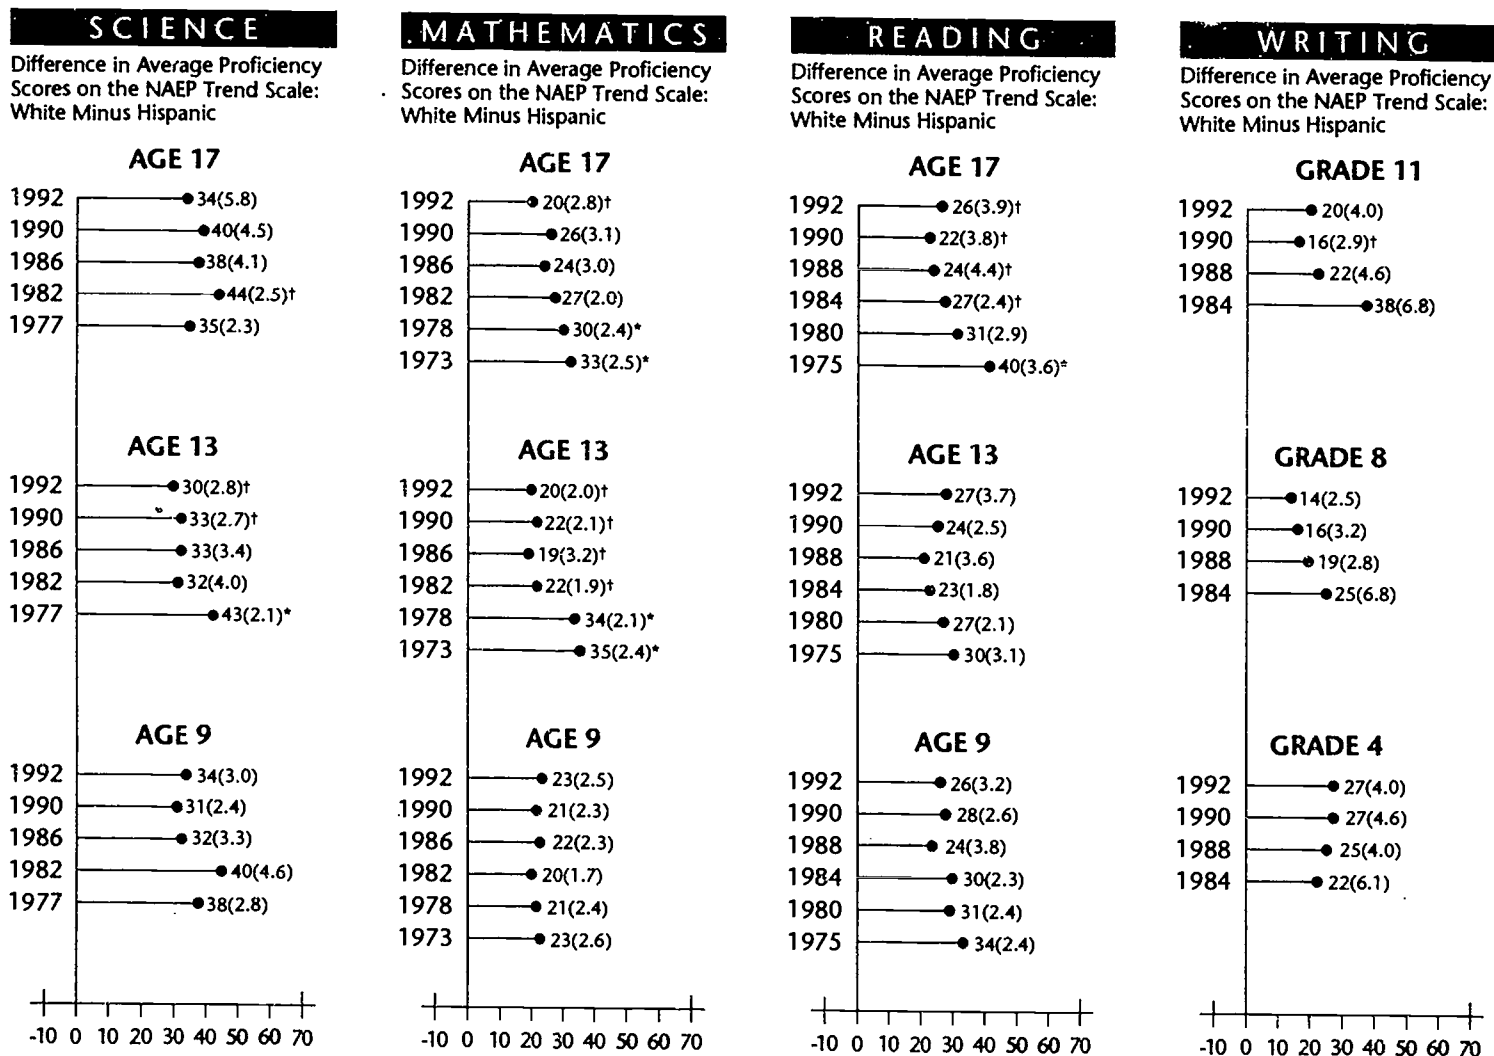 SCIENCE
Difference in Average Proficiency
Scores on the NAEP Trend Scale:
White Minus Hispanic
AGE 17
1992 34(5.8)
1990 40(4.5)
1986 38(4.1)
1982 44(2.5)†
1977 35(2.3)
AGE 13
1992 30(2.8)†
1990 33(2.7)†
1986 33(3.4)
1982 32(4.0)
1977 43(2.1)*
AGE 9
1992 34(3.0)
1990 31(2.4)
1986 32(3.3)
1982 40(4.6)
1977 38(2.8)
-10 0 10 20 30 40 50 60 70
MATHEMATICS
Difference in Average Proficiency
Scores on the NAEP Trend Scale:
White Minus Hispanic
AGE 17
1992 20(2.8)†
1990 26(3.1)
1986 24(3.0)
1982 27(2.0)
1978 30(2.4)*
1973 33(2.5)*
AGE 13
1992 20(2.0)†
1990 22(2.1)†
1986 19(3.2)†
1982 22(1.9)†
1978 34(2.1)*
1973 35(2.4)*
AGE 9
1992 23(2.5)
1990 21(2.3)
1986 22(2.3)
1982 20(1.7)
1978 21(2.4)
1973 23(2.6)
-10 0 10 20 30 40 50 60 70
READING
Difference in Average Proficiency
Scores on the NAEP Trend Scale:
White Minus Hispanic
AGE 17
1992 26(3.9)†
1990 22(3.8)†
1988 24(4.4)†
1984 27(2.4)†
1980 31(2.9)
1975 40(3.6)*
AGE 13
1992 27(3.7)
1990 24(2.5)
1988 21(3.6)
1984 23(1.8)
1980 27(2.1)
1975 30(3.1)
AGE 9
1992 26(3.2)
1990 28(2.6)
1988 24(3.8)
1984 30(2.3)
1980 31(2.4)
1975 34(2.4)
-10 0 10 20 30 40 50 60 70
WRITING
Difference in Average Proficiency
Scores on the NAEP Trend Scale:
White Minus Hispanic
GRADE 11
1992 20(4.0)
1990 16(2.9)†
1988 22(4.6)
1984 38(6.8)
GRADE 8
1992 14(2.5)
1990 16(3.2)
1988 19(2.8)
1984 25(6.8)
GRADE 4
1992 27(4.0)
1990 27(4.6)
1988 25(4.0)
1984 22(6.1)
-10 0 10 20 30 40 50 60 70